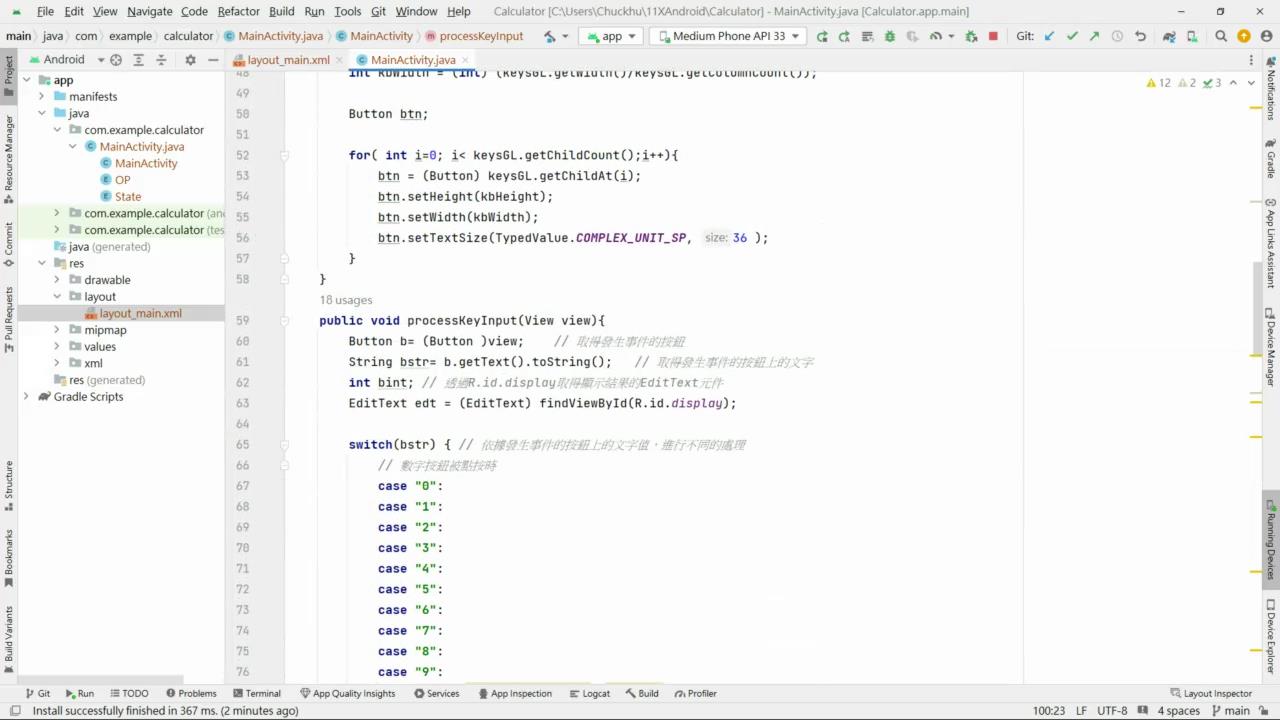 File Edit View Navigate Code Refactor Build Run Tools Git Window Help Calculator [C:\Users\Chuckhu\11XAndroid\Calculator] - MainActivity.java [Calculator.app.main]
main java com example calculator MainActivity.java MainActivity processKeyInput app Medium Phone API 33 Git:
Android layout_main.xml MainActivity.java
12 2 3
app
manifests
java
com.example.calculator
MainActivity.java
MainActivity
OP
State
com.example.calculator (an
com.example.calculator (tes
java (generated)
res
drawable
layout
layout_main.xml
mipmap
values
xml
res (generated)
Gradle Scripts
Project
Resource Manager
Commit
Pull Requests
Structure
Bookmarks
Build Variants
48 int kbWidth = (int) (keysGL.getWidth()/keysGL.getColumnCount());
49
50 Button btn;
51
52 for( int i=0; i< keysGL.getChildCount();i++){
53 btn = (Button) keysGL.getChildAt(i);
54 btn.setHeight(kbHeight);
55 btn.setWidth(kbWidth);
56 btn.setTextSize(TypedValue.COMPLEX_UNIT_SP, size: 36 );
57 }
58 }
18 usages
59 public void processKeyInput(View view){
60 Button b= (Button )view; // 取得發生事件的按鈕
61 String bstr= b.getText().toString(); // 取得發生事件的按鈕上的文字
62 int bint; // 透過R.id.display取得顯示結果的EditText元件
63 EditText edt = (EditText) findViewById(R.id.display);
64
65 switch(bstr) { // 依據發生事件的按鈕上的文字值，進行不同的處理
66 // 數字按鈕被點按時
67 case "0":
68 case "1":
69 case "2":
70 case "3":
71 case "4":
72 case "5":
73 case "6":
74 case "7":
75 case "8":
76 case "9":
Notifications
Gradle
App Links Assistant
Device Manager
Running Devices
Device Explorer
Git Run TODO Problems Terminal App Quality Insights Services App Inspection Logcat Build Profiler Layout Inspector
Install successfully finished in 367 ms. (2 minutes ago) 100:23 LF UTF-8 4 spaces main